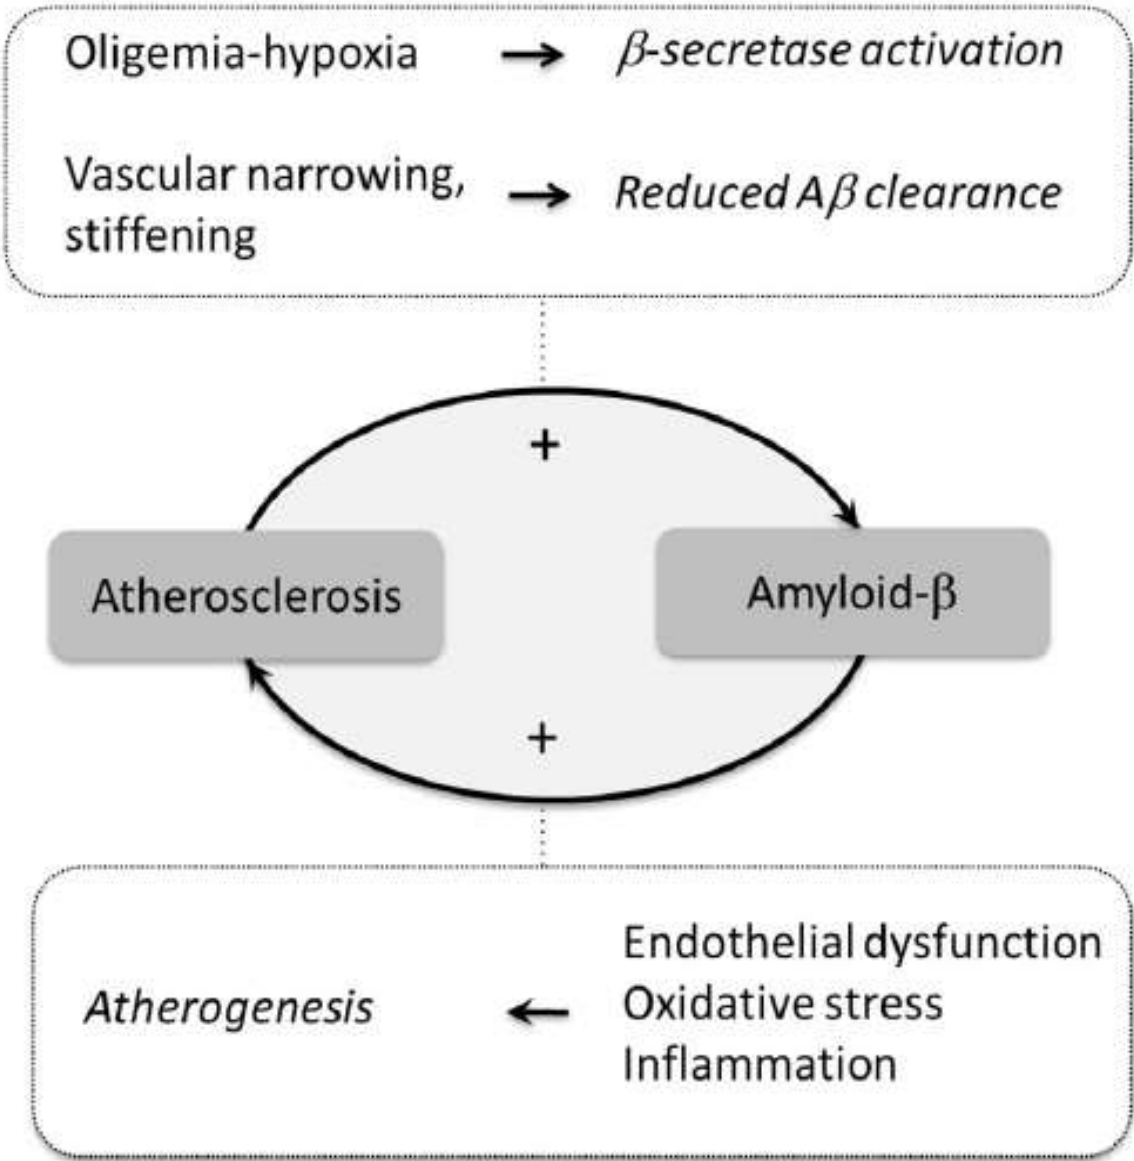 Oligemia-hypoxia → β-secretase activation
Vascular narrowing, stiffening → Reduced Aβ clearance
+
Atherosclerosis
Amyloid-β
+
Atherogenesis ← Endothelial dysfunction
Oxidative stress
Inflammation